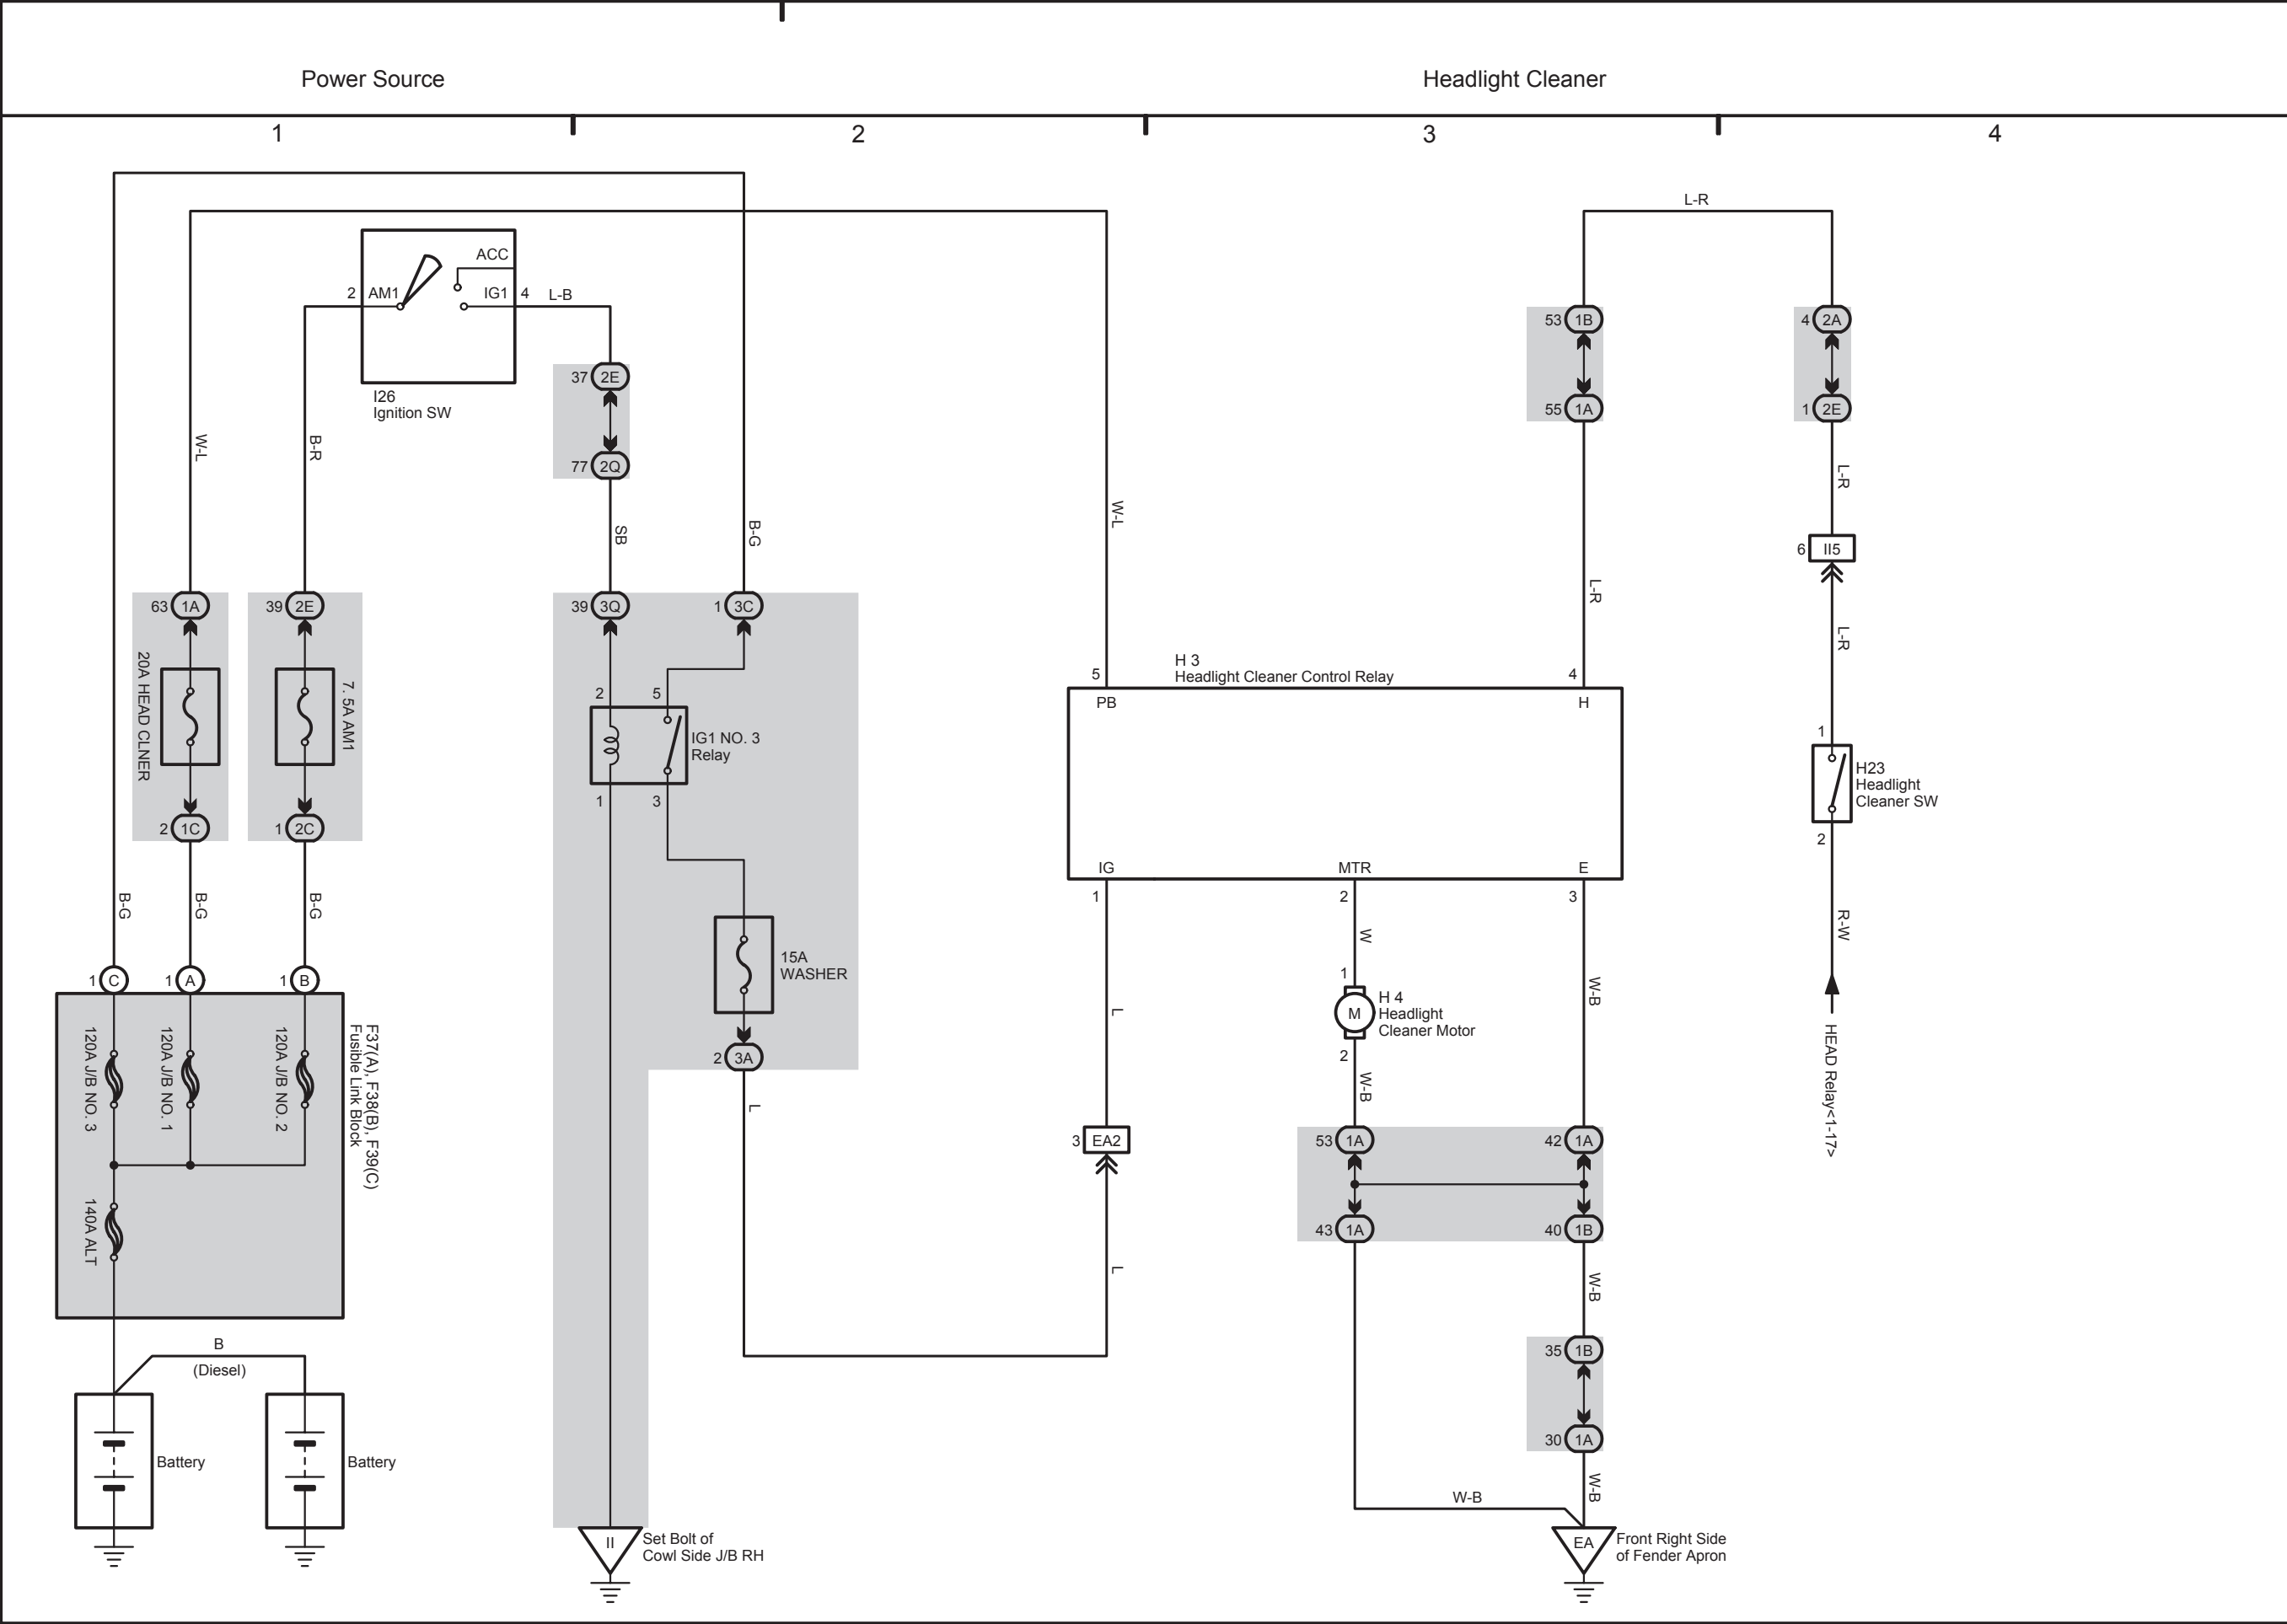 Power Source
Headlight Cleaner
1
2
3
4
L-R
ACC
2
AM1
IG1
4
L-B
I26
Ignition SW
53
1B
4
2A
37
2E
55
1A
1
2E
W-L
B-R
77
2Q
L-R
W-L
SB
B-G
6
II5
L-R
L-R
63
1A
39
2E
39
3Q
1
3C
20A HEAD CLNER
7. 5A AM1
2
5
IG1 NO. 3
Relay
1
3
H 3
Headlight Cleaner Control Relay
5
4
PB
H
IG
MTR
E
1
2
3
1
H23
Headlight
Cleaner SW
2
2
1C
1
2C
B-G
B-G
B-G
W
R-W
15A
WASHER
1
C
1
A
1
B
1
M
H 4
Headlight
Cleaner Motor
2
L
W-B
120A J/B NO. 3
120A J/B NO. 1
120A J/B NO. 2
F37(A), F38(B), F39(C)
Fusible Link Block
2
3A
W-B
HEAD Relay<1-17>
L
3
EA2
53
1A
42
1A
140A ALT
43
1A
40
1B
L
W-B
B
(Diesel)
35
1B
Battery
Battery
30
1A
W-B
W-B
II
Set Bolt of
Cowl Side J/B RH
EA
Front Right Side
of Fender Apron